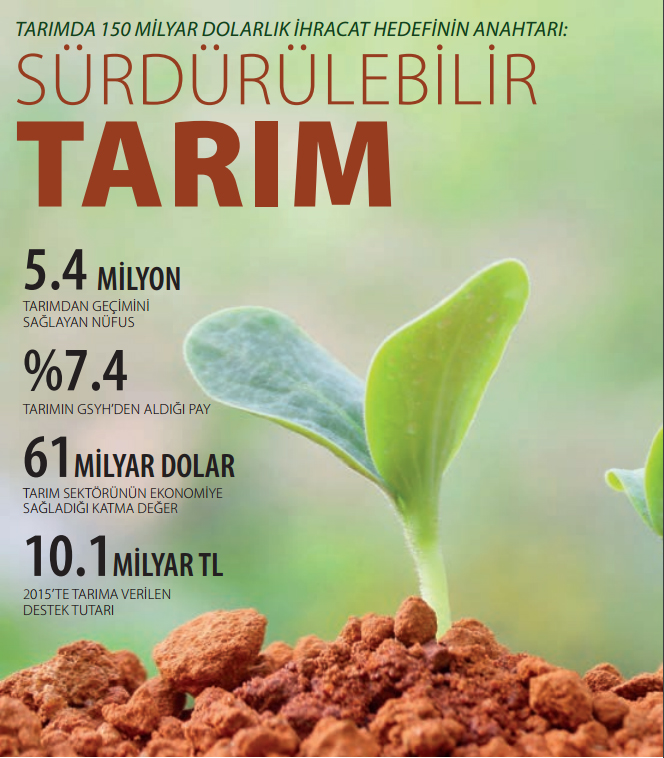 TARIMDA 150 MİLYAR DOLARLIK İHRACAT HEDEFİNİN ANAHTARI:
SÜRDÜRÜLEBİLİR
TARIM
5.4 MİLYON
TARIMDAN GEÇİMİNİ
SAĞLAYAN NÜFUS
%7.4
TARIMIN GSYH'DEN ALDIĞI PAY
61 MİLYAR DOLAR
TARIM SEKTÖRÜNÜN EKONOMİYE
SAĞLADIĞI KATMA DEĞER
10.1 MİLYAR TL
2015'TE TARIMA VERİLEN
DESTEK TUTARI